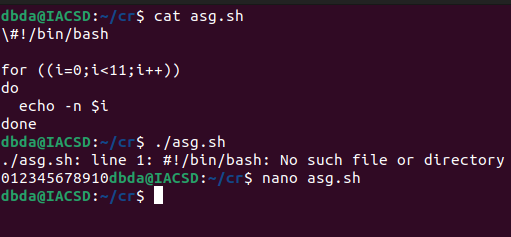 dbda@IACSD:~/cr$ cat asg.sh
\#!/bin/bash

for ((i=0;i<11;i++))
do
  echo -n $i
done
dbda@IACSD:~/cr$ ./asg.sh
./asg.sh: line 1: #!/bin/bash: No such file or directory
012345678910dbda@IACSD:~/cr$ nano asg.sh
dbda@IACSD:~/cr$